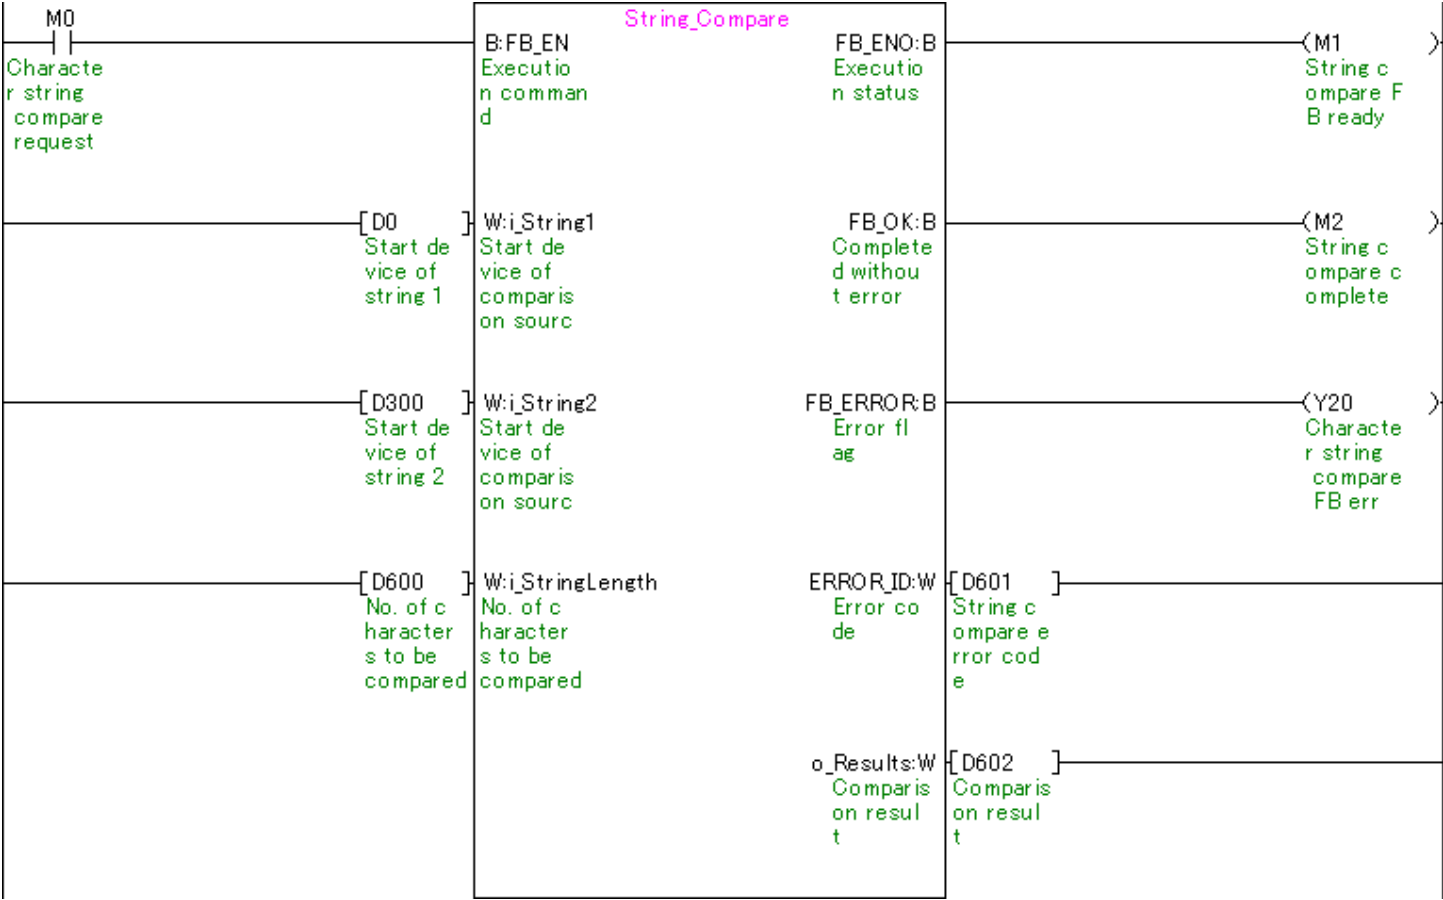 String_Compare
M0
B:FB_EN
FB_ENO:B
(M1 )
Characte
r string
compare
request
Executio
n comman
d
Executio
n status
String c
ompare F
B ready
[D0 ]
W:i_String1
FB_OK:B
(M2 )
Start de
vice of
string 1
Start de
vice of
comparis
on sourc
Complete
d withou
t error
String c
ompare c
omplete
[D300 ]
W:i_String2
FB_ERROR:B
(Y20 )
Start de
vice of
string 2
Start de
vice of
comparis
on sourc
Error fl
ag
Characte
r string
compare
FB err
[D600 ]
W:i_StringLength
ERROR_ID:W
[D601 ]
No. of c
haracter
s to be
compared
No. of c
haracter
s to be
compared
Error co
de
String c
ompare e
rror cod
e
o_Results:W
[D602 ]
Comparis
on resul
t
Comparis
on resul
t